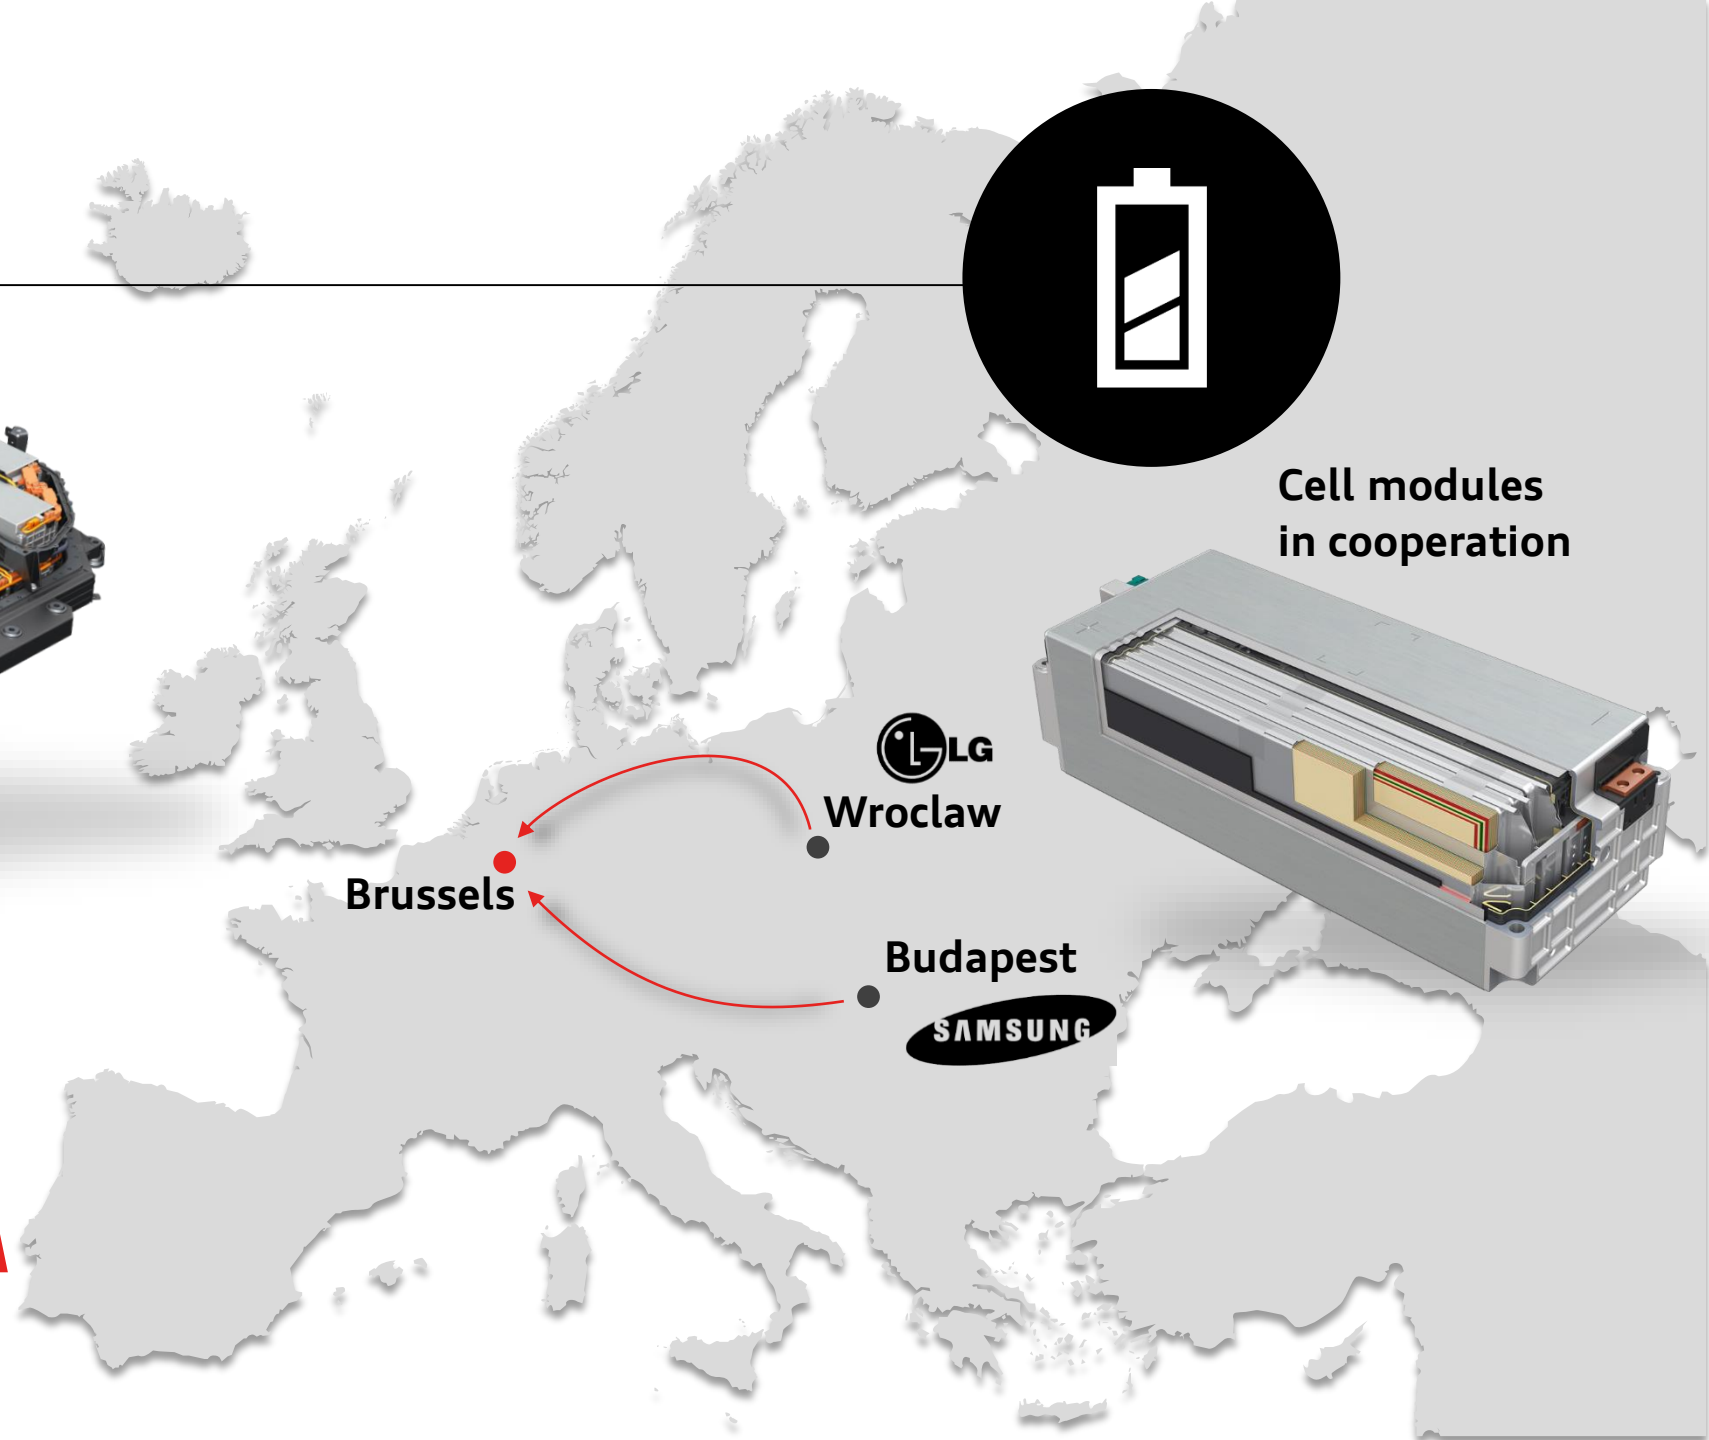 Cell modules
in cooperation
LG
Wroclaw
Brussels
Budapest
SAMSUNG